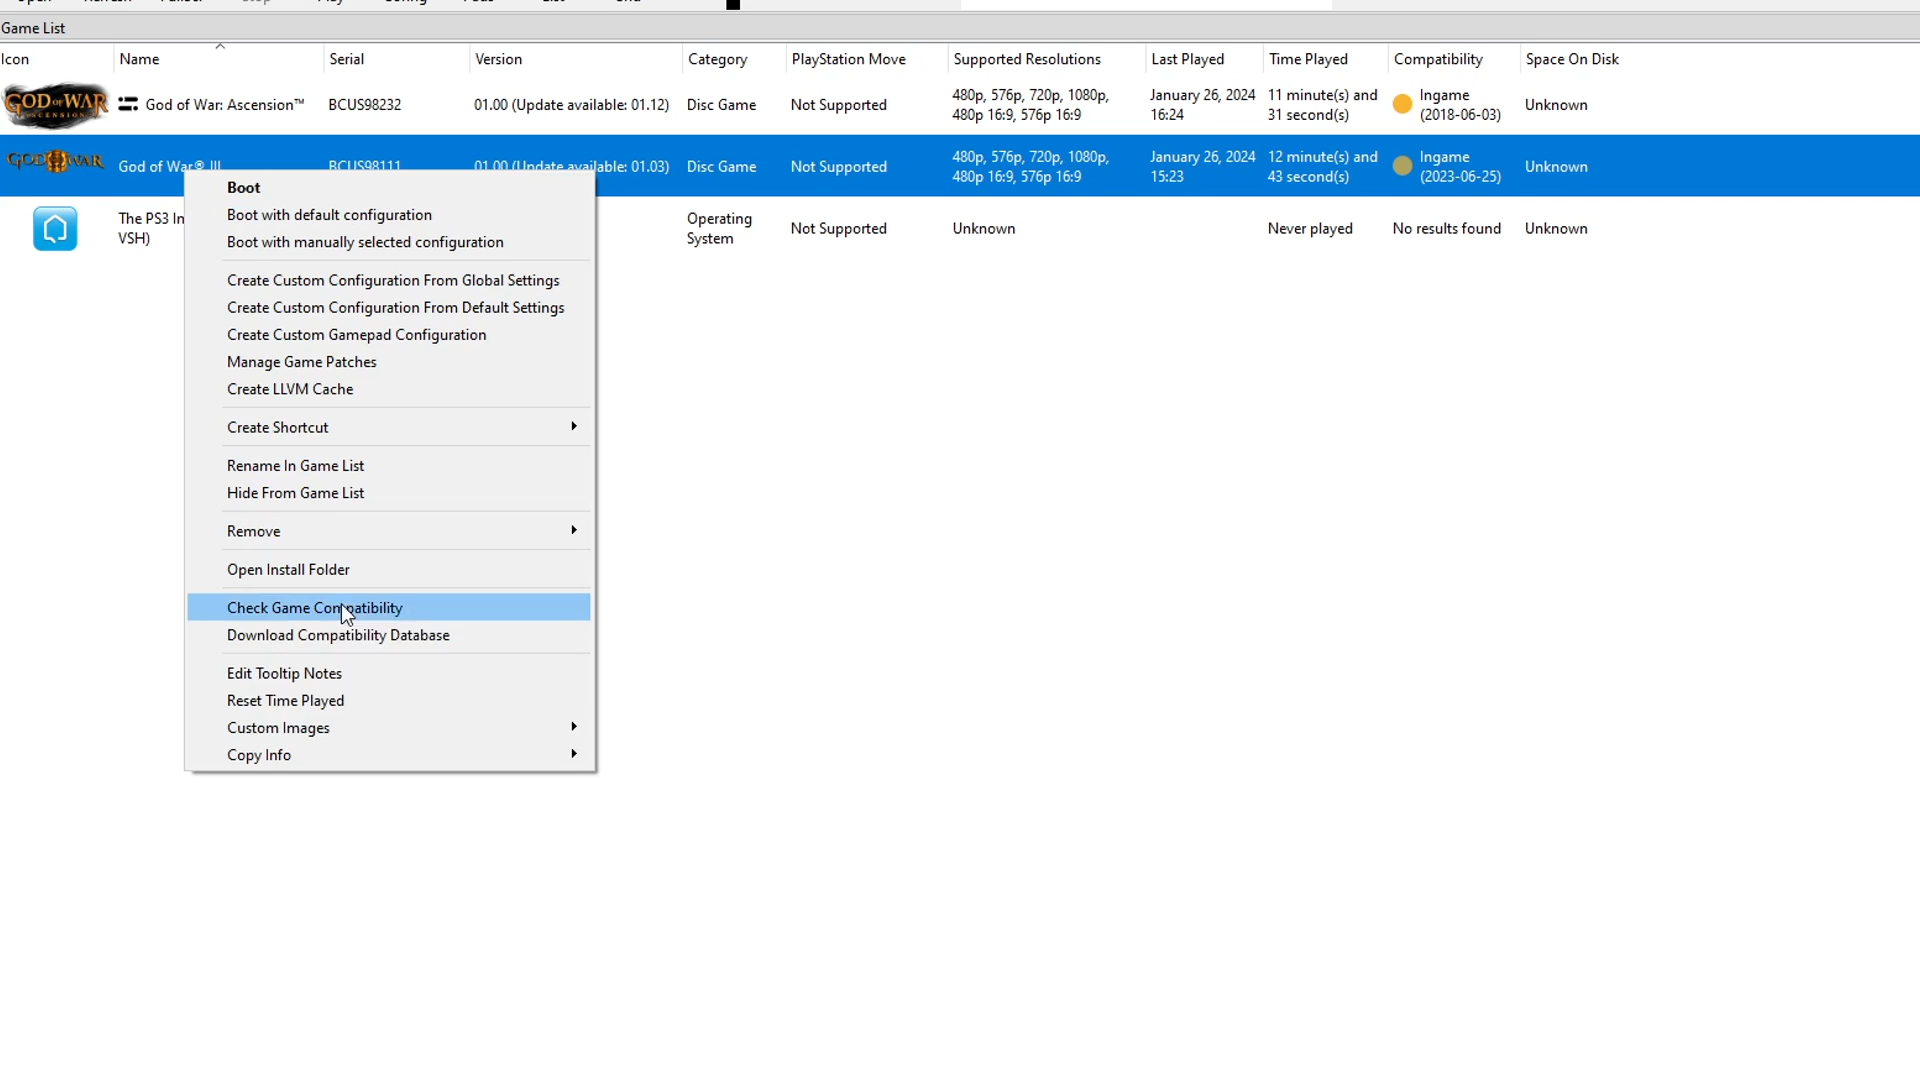 Game List
Icon Name Serial Version Category PlayStation Move Supported Resolutions Last Played Time Played Compatibility Space On Disk
GOD OF WAR ASCENSION God of War: Ascension™ BCUS98232 01.00 (Update available: 01.12) Disc Game Not Supported 480p, 576p, 720p, 1080p, January 26, 2024 11 minute(s) and Ingame Unknown
480p 16:9, 576p 16:9 16:24 31 second(s) (2018-06-03)
GOD OF WAR God of War® III BCUS98111 01.00 (Update available: 01.03) Disc Game Not Supported 480p, 576p, 720p, 1080p, January 26, 2024 12 minute(s) and Ingame Unknown
480p 16:9, 576p 16:9 15:23 43 second(s) (2023-06-25)
The PS3 In Operating Not Supported Unknown Never played No results found Unknown
VSH) System
Boot
Boot with default configuration
Boot with manually selected configuration
Create Custom Configuration From Global Settings
Create Custom Configuration From Default Settings
Create Custom Gamepad Configuration
Manage Game Patches
Create LLVM Cache
Create Shortcut
Rename In Game List
Hide From Game List
Remove
Open Install Folder
Check Game Compatibility
Download Compatibility Database
Edit Tooltip Notes
Reset Time Played
Custom Images
Copy Info